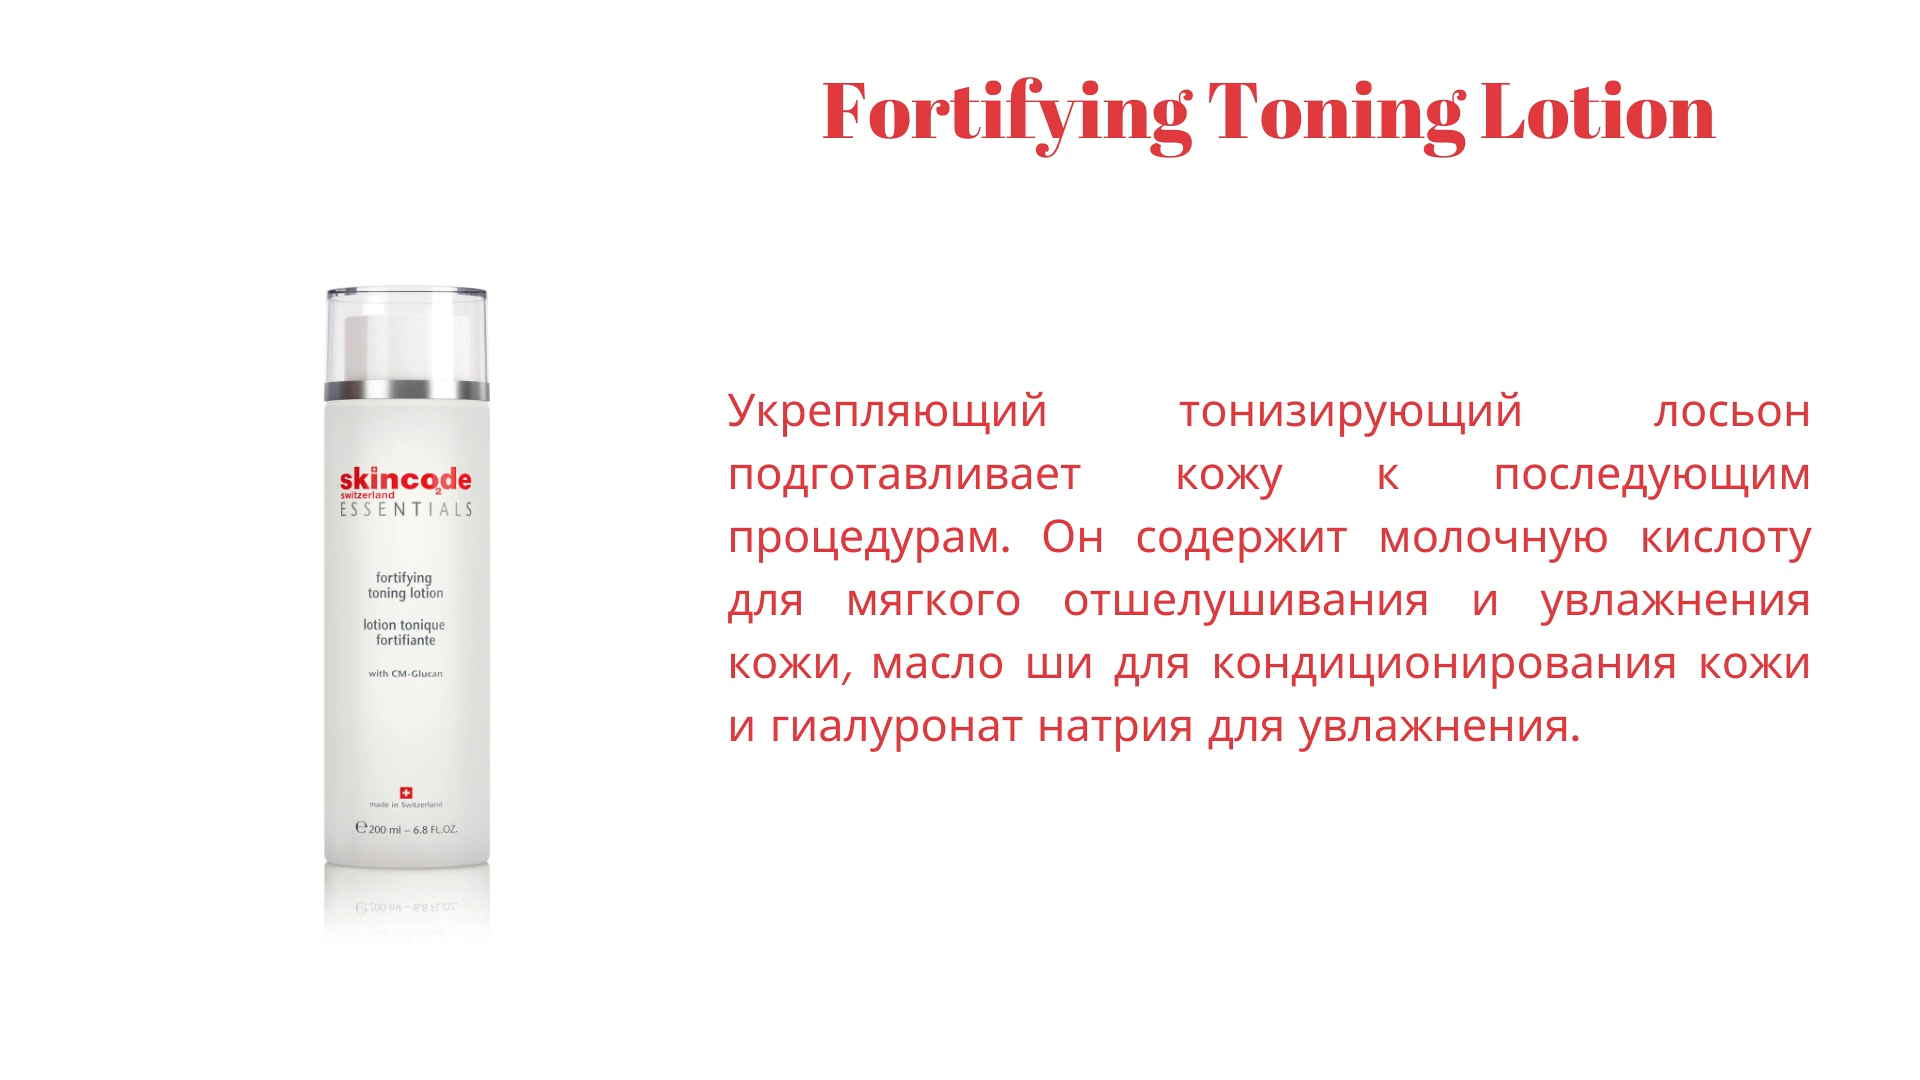 Fortifying Toning Lotion
skinco2de
switzerland
ESSENTIALS
fortifying
toning lotion
lotion tonique
fortifiante
with CM-Glucan
made in Switzerland
℮ 200 ml – 6.8 FL.OZ.
Укрепляющий тонизирующий лосьон
подготавливает кожу к последующим
процедурам. Он содержит молочную кислоту
для мягкого отшелушивания и увлажнения
кожи, масло ши для кондиционирования кожи
и гиалуронат натрия для увлажнения.